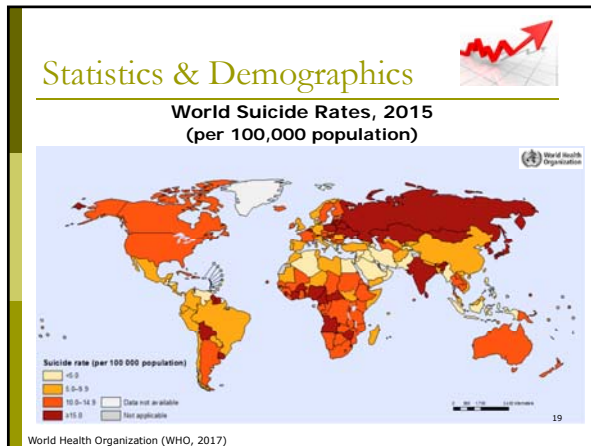 Statistics & Demographics
World Suicide Rates, 2015
(per 100,000 population)
World Health
Organization
Suicide rate (per 100 000 population)
<5.0
5.0–9.9
10.0–14.9
≥15.0
Data not available
Not applicable
19
World Health Organization (WHO, 2017)